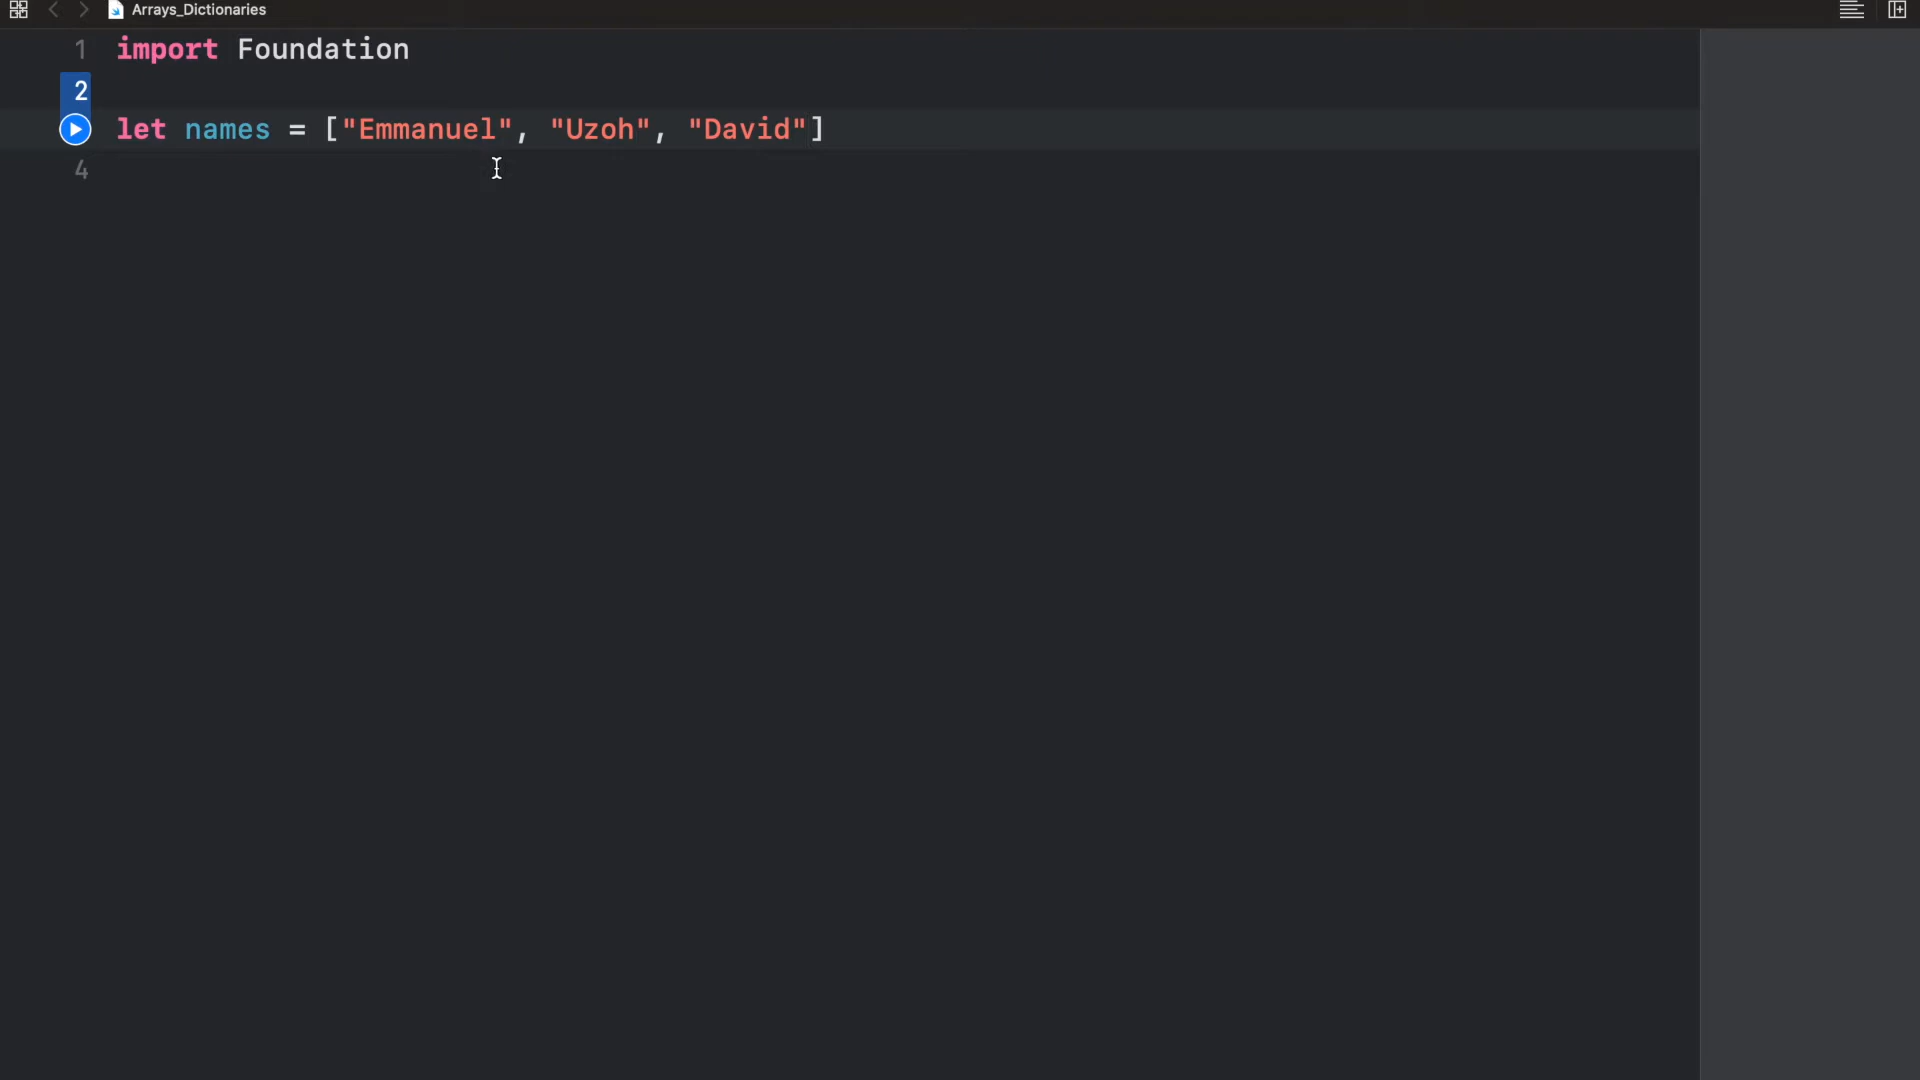 Arrays_Dictionaries
1 import Foundation
2
let names = ["Emmanuel", "Uzoh", "David"]
4